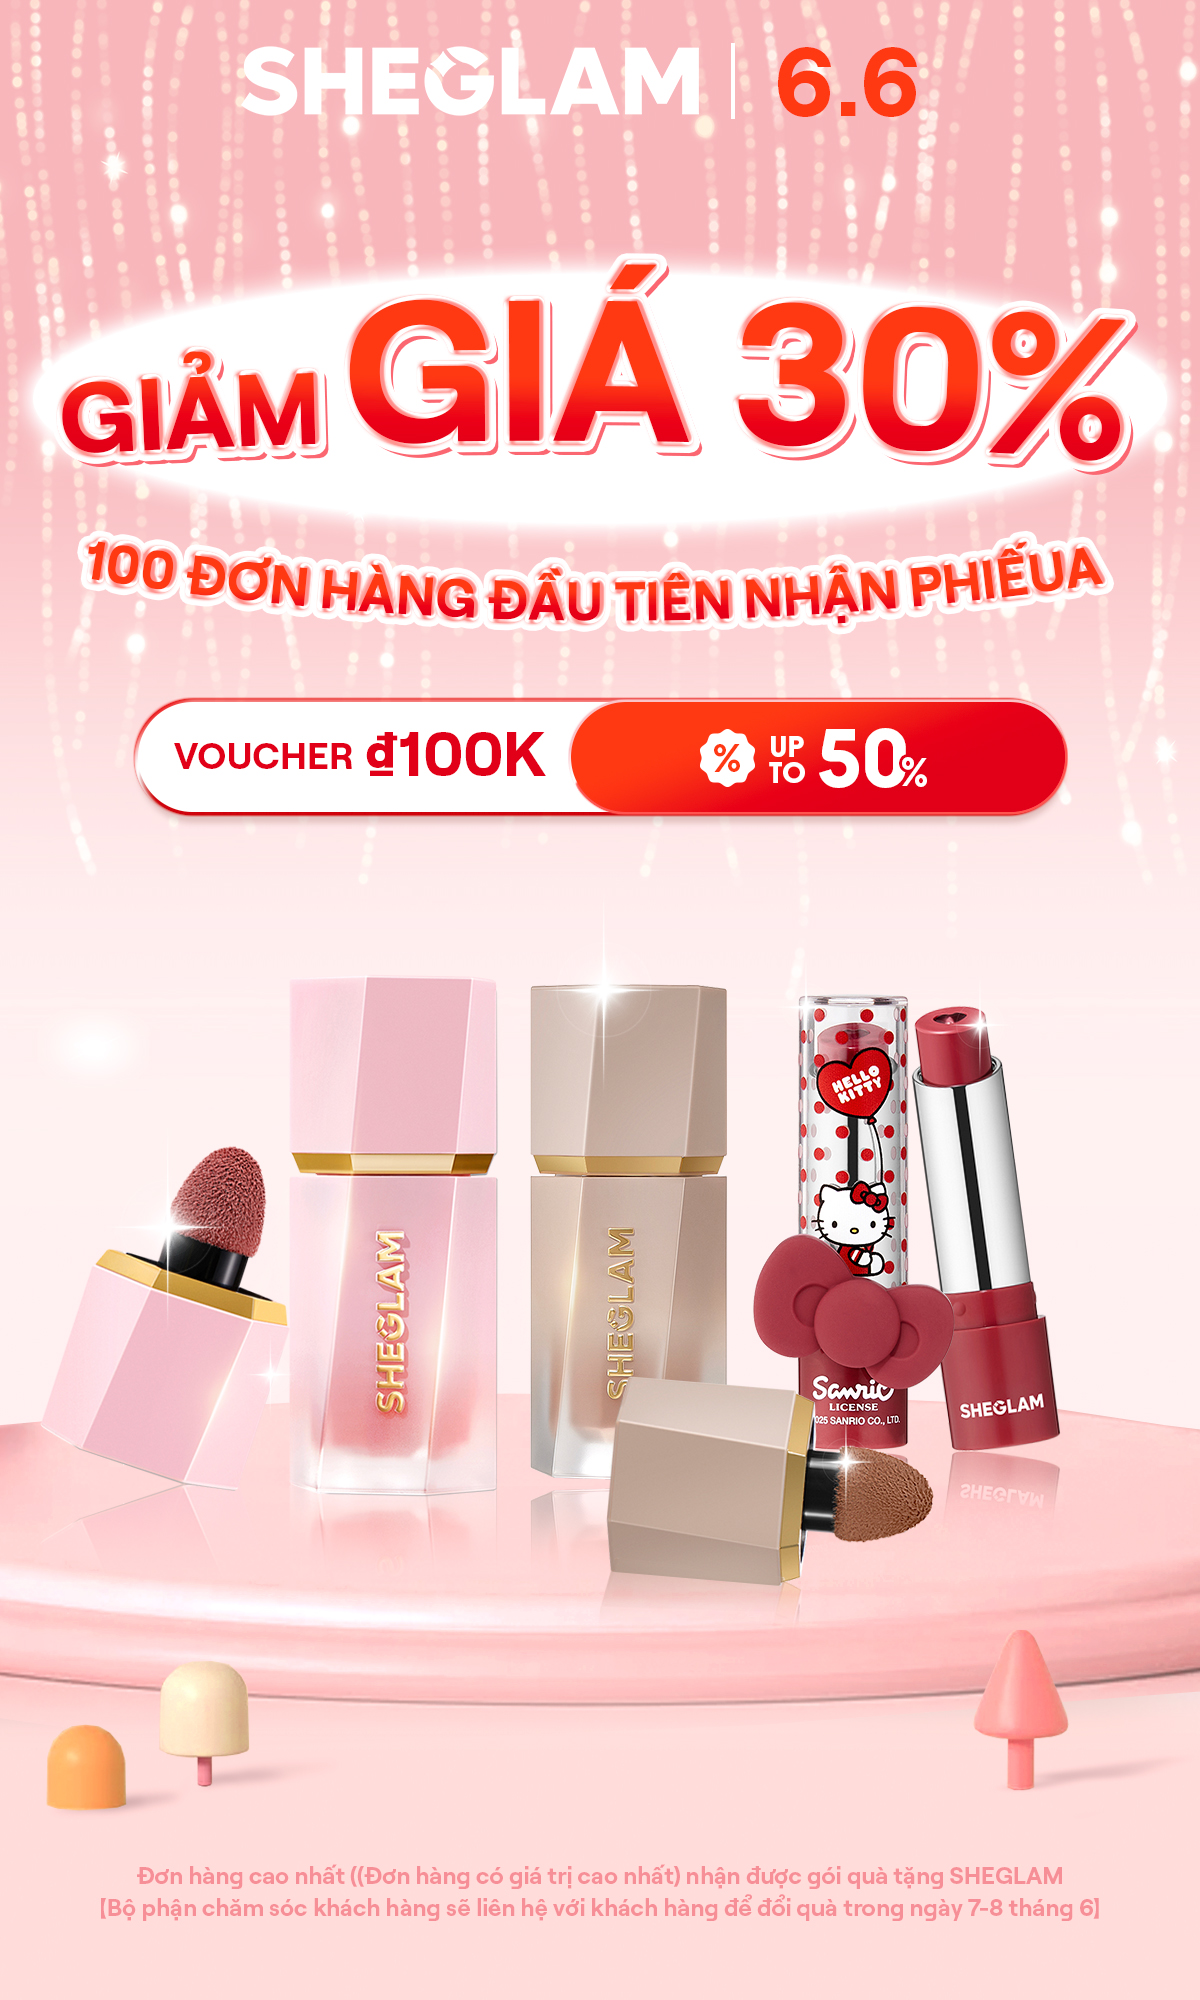 SHEGLAM | 6.6
GIẢM GIÁ 30%
100 ĐƠN HÀNG ĐẦU TIÊN NHẬN PHIẾUA
VOUCHER ₫100K
% UP TO 50%
HELLO
KITTY
SHEGLAM
SHEGLAM
Sanrio
LICENSE
025 SANRIO CO., LTD.
SHEGLAM
Đơn hàng cao nhất ((Đơn hàng có giá trị cao nhất) nhận được gói quà tặng SHEGLAM
【Bộ phận chăm sóc khách hàng sẽ liên hệ với khách hàng để đổi quà trong ngày 7-8 tháng 6】